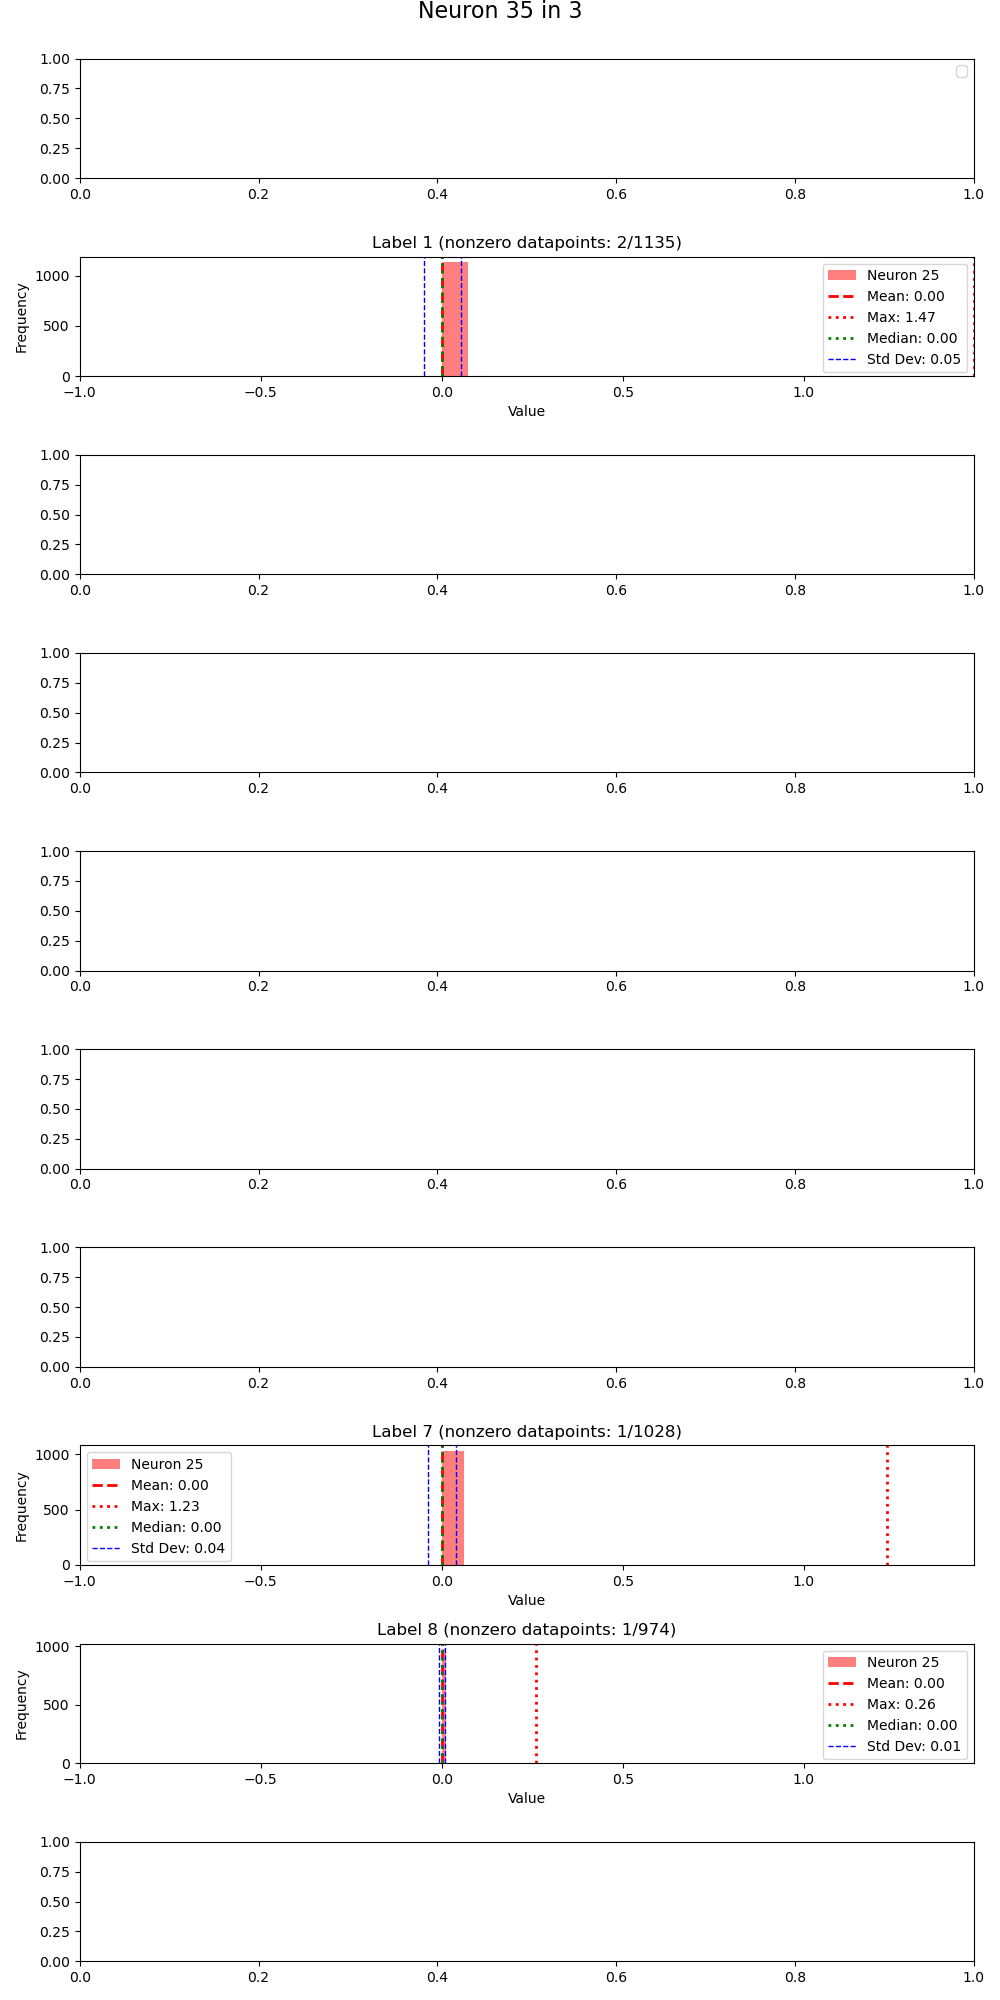 Neuron 35 in 3
1.00
0.75
0.50
0.25
0.00
0.0 0.2 0.4 0.6 0.8 1.0
Label 1 (nonzero datapoints: 2/1135)
Frequency
1000
500
0
Neuron 25
Mean: 0.00
Max: 1.47
Median: 0.00
Std Dev: 0.05
−1.0 −0.5 0.0 0.5 1.0
Value
1.00
0.75
0.50
0.25
0.00
0.0 0.2 0.4 0.6 0.8 1.0
1.00
0.75
0.50
0.25
0.00
0.0 0.2 0.4 0.6 0.8 1.0
1.00
0.75
0.50
0.25
0.00
0.0 0.2 0.4 0.6 0.8 1.0
1.00
0.75
0.50
0.25
0.00
0.0 0.2 0.4 0.6 0.8 1.0
1.00
0.75
0.50
0.25
0.00
0.0 0.2 0.4 0.6 0.8 1.0
Label 7 (nonzero datapoints: 1/1028)
Frequency
1000
500
0
Neuron 25
Mean: 0.00
Max: 1.23
Median: 0.00
Std Dev: 0.04
−1.0 −0.5 0.0 0.5 1.0
Value
Label 8 (nonzero datapoints: 1/974)
Frequency
1000
500
0
Neuron 25
Mean: 0.00
Max: 0.26
Median: 0.00
Std Dev: 0.01
−1.0 −0.5 0.0 0.5 1.0
Value
1.00
0.75
0.50
0.25
0.00
0.0 0.2 0.4 0.6 0.8 1.0